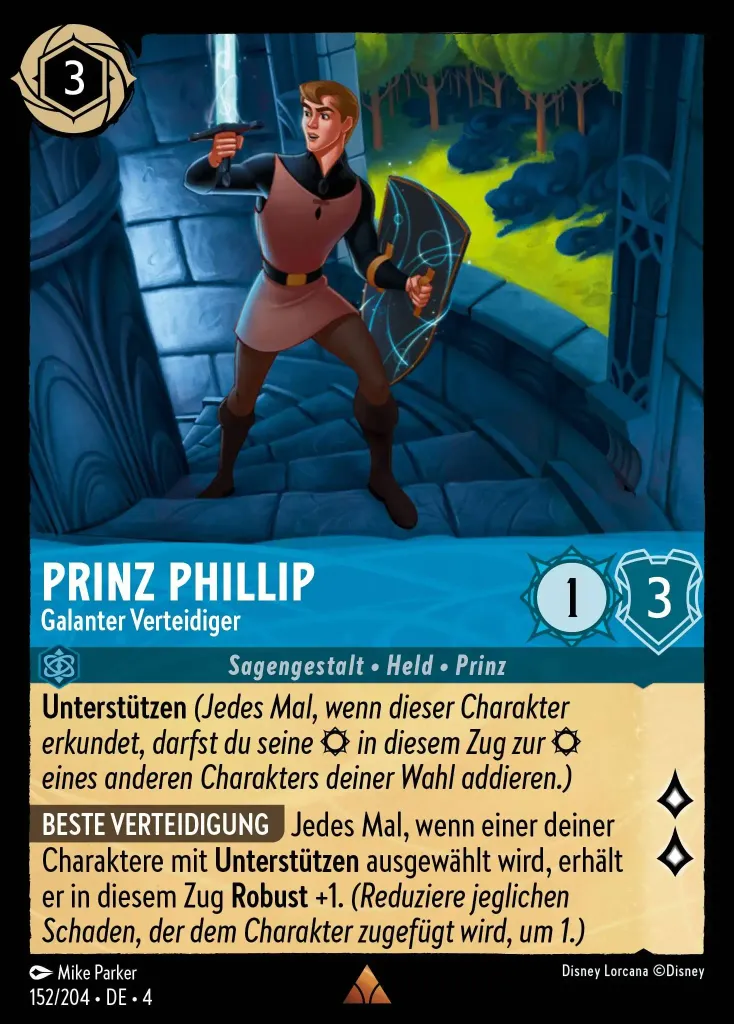 3
PRINZ PHILLIP
Galanter Verteidiger
1
3
Sagengestalt • Held • Prinz
Unterstützen (Jedes Mal, wenn dieser Charakter
erkundet, darfst du seine in diesem Zug zur
eines anderen Charakters deiner Wahl addieren.)
BESTE VERTEIDIGUNG Jedes Mal, wenn einer deiner
Charaktere mit Unterstützen ausgewählt wird, erhält
er in diesem Zug Robust +1. (Reduziere jeglichen
Schaden, der dem Charakter zugefügt wird, um 1.)
Mike Parker
Disney Lorcana ©Disney
152/204 • DE • 4